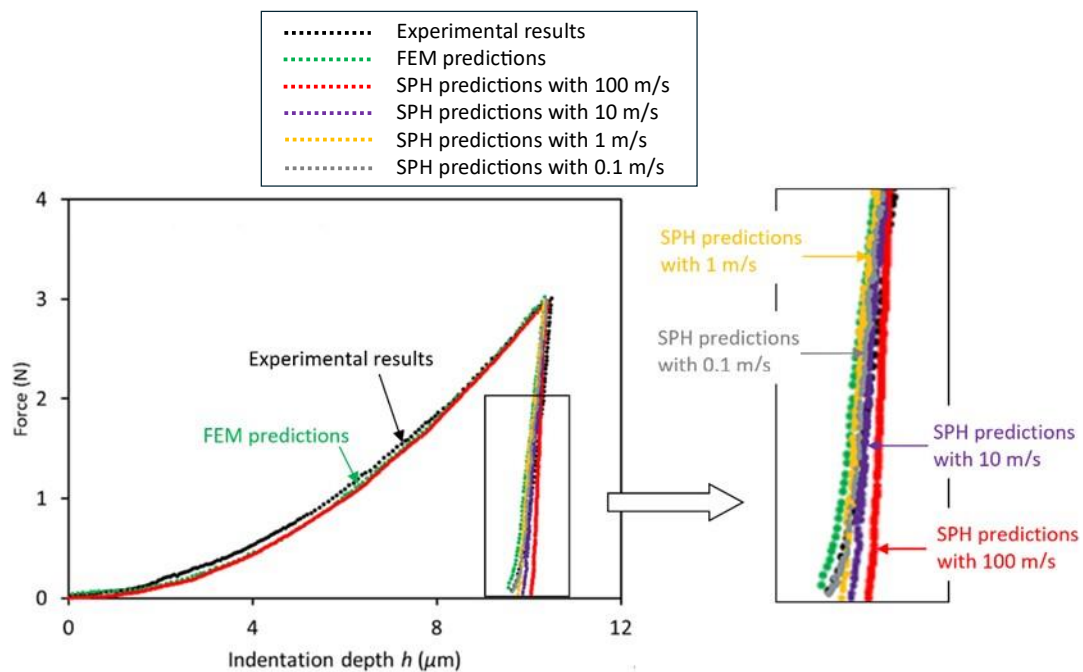 Experimental results
FEM predictions
SPH predictions with 100 m/s
SPH predictions with 10 m/s
SPH predictions with 1 m/s
SPH predictions with 0.1 m/s
4
3
2
1
0
Force (N)
0
4
8
12
Indentation depth h (μm)
Experimental results
FEM predictions
SPH predictions
with 1 m/s
SPH predictions
with 0.1 m/s
SPH predictions
with 10 m/s
SPH predictions
with 100 m/s